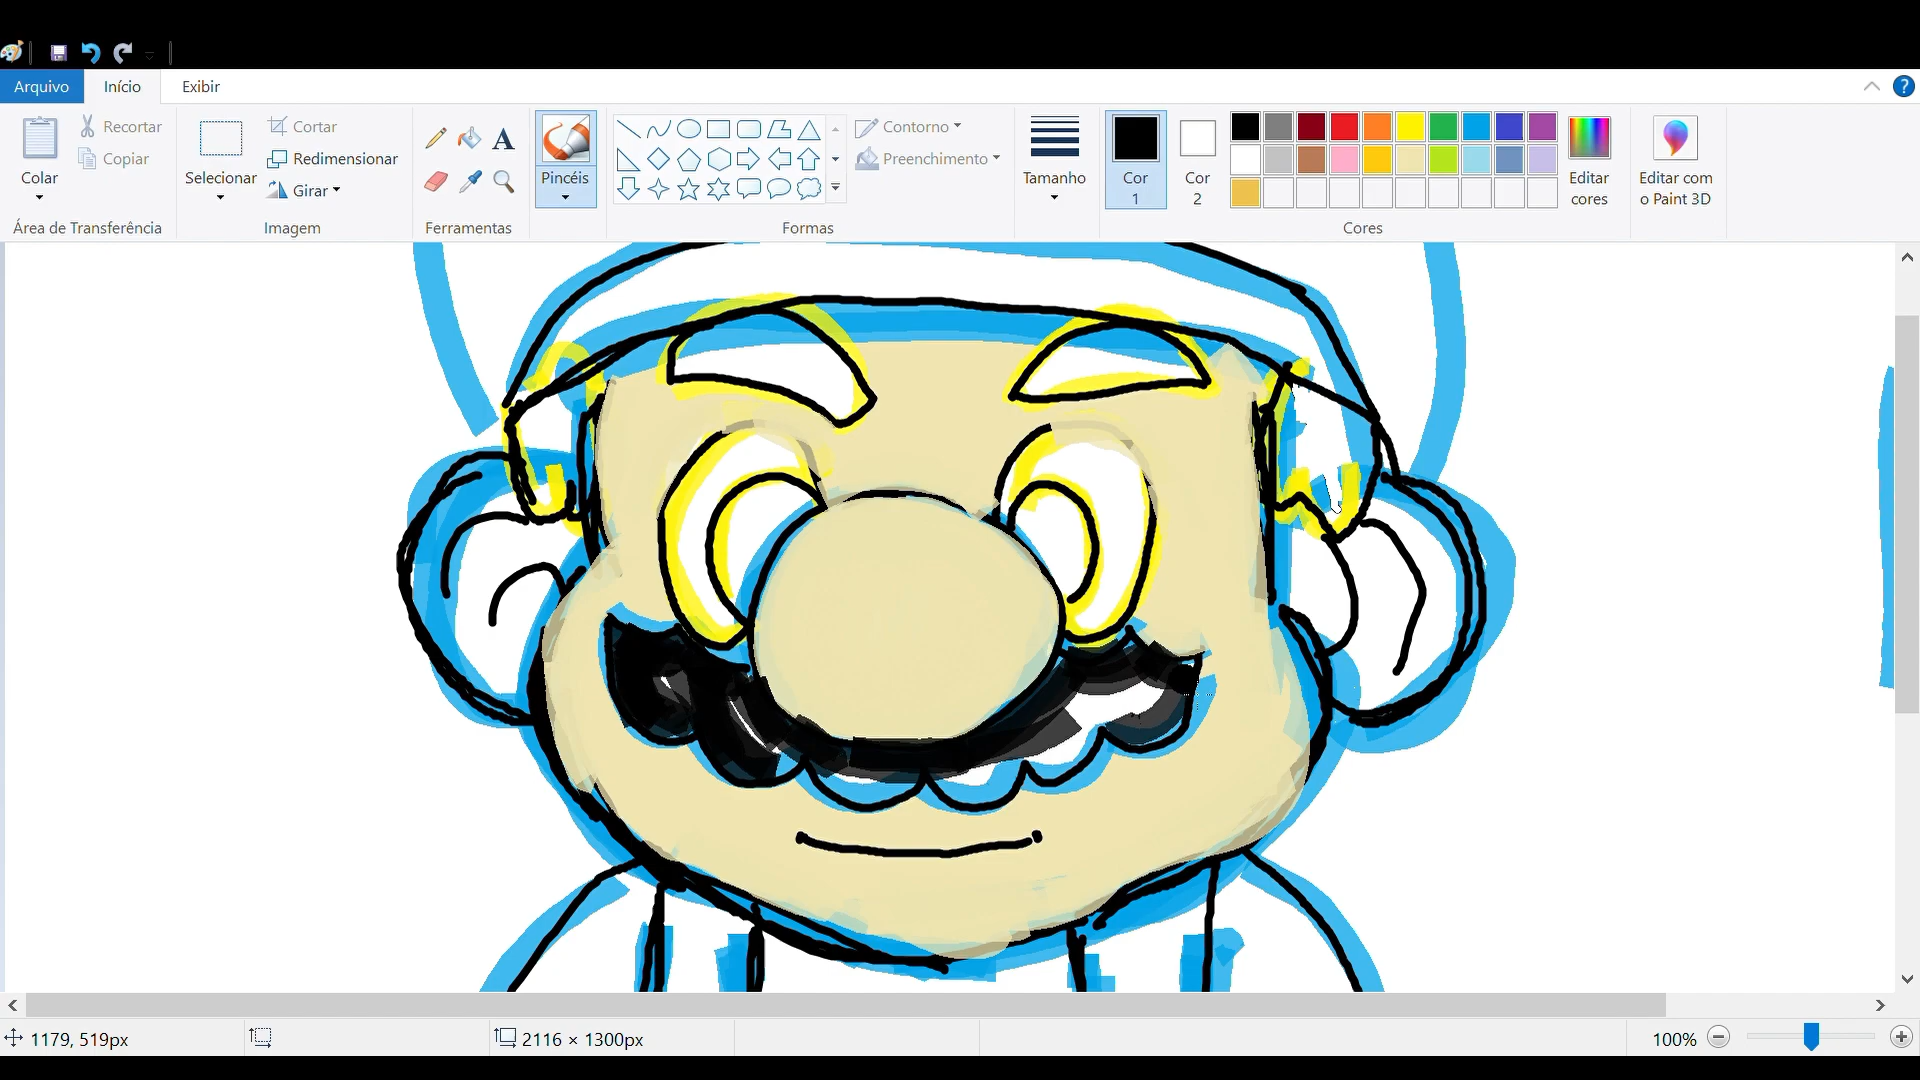 Arquivo Início Exibir
Recortar Cortar Contorno
Copiar Redimensionar Preenchimento
Colar Selecionar Girar Pincéis Tamanho Cor 1 Cor 2 Editar cores Editar com o Paint 3D
Área de Transferência Imagem Ferramentas Formas Cores
1179, 519px 2116 × 1300px 100%